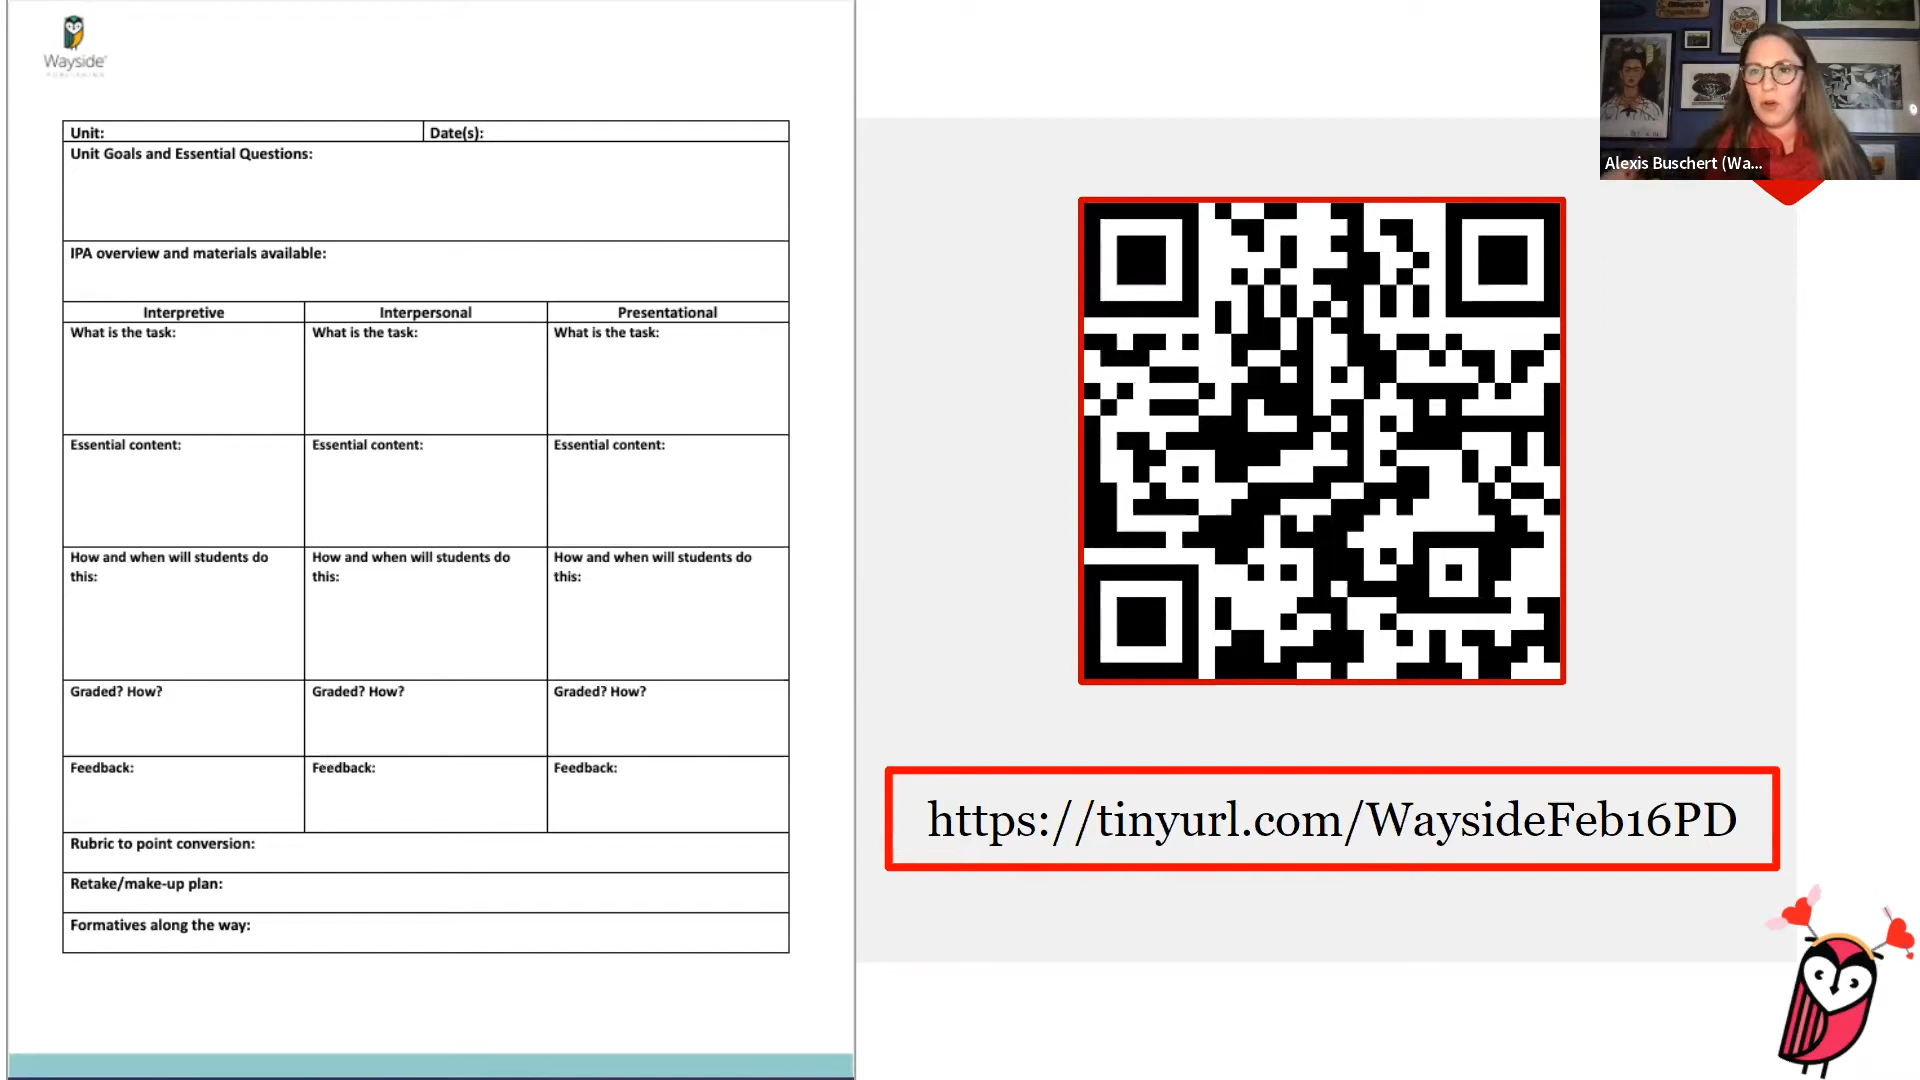 Wayside
PUBLISHING
Unit:
Date(s):
Unit Goals and Essential Questions:
IPA overview and materials available:
Interpretive
Interpersonal
Presentational
What is the task:
What is the task:
What is the task:
Essential content:
Essential content:
Essential content:
How and when will students do
this:
How and when will students do
this:
How and when will students do
this:
Graded? How?
Graded? How?
Graded? How?
Feedback:
Feedback:
Feedback:
Rubric to point conversion:
Retake/make-up plan:
Formatives along the way:
Alexis Buschert (Wa...
https://tinyurl.com/WaysideFeb16PD